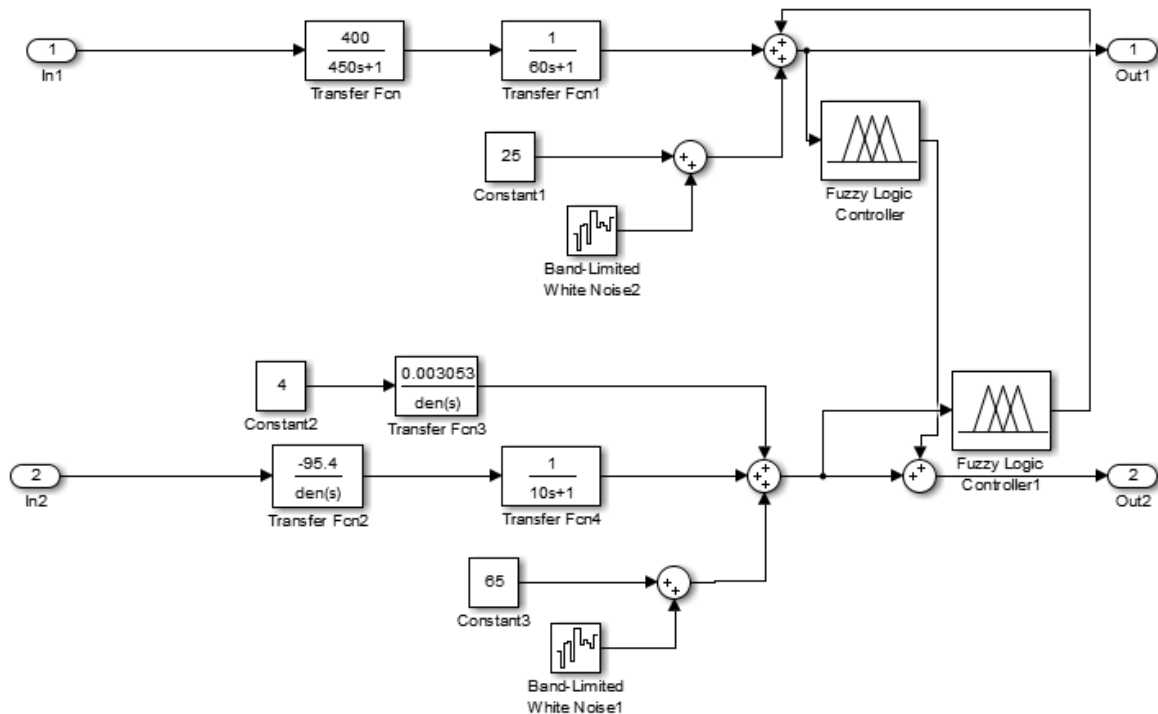 1
In1
400
450s+1
Transfer Fcn
1
60s+1
Transfer Fcn1
+
+
+
1
Out1
25
Constant1
+
+
Fuzzy Logic
Controller
Band-Limited
White Noise2
4
Constant2
0.003053
den(s)
Transfer Fcn3
2
In2
-95.4
den(s)
Transfer Fcn2
1
10s+1
Transfer Fcn4
+
+
+
+
+
Fuzzy Logic
Controller1
2
Out2
65
Constant3
+
+
Band-Limited
White Noise1